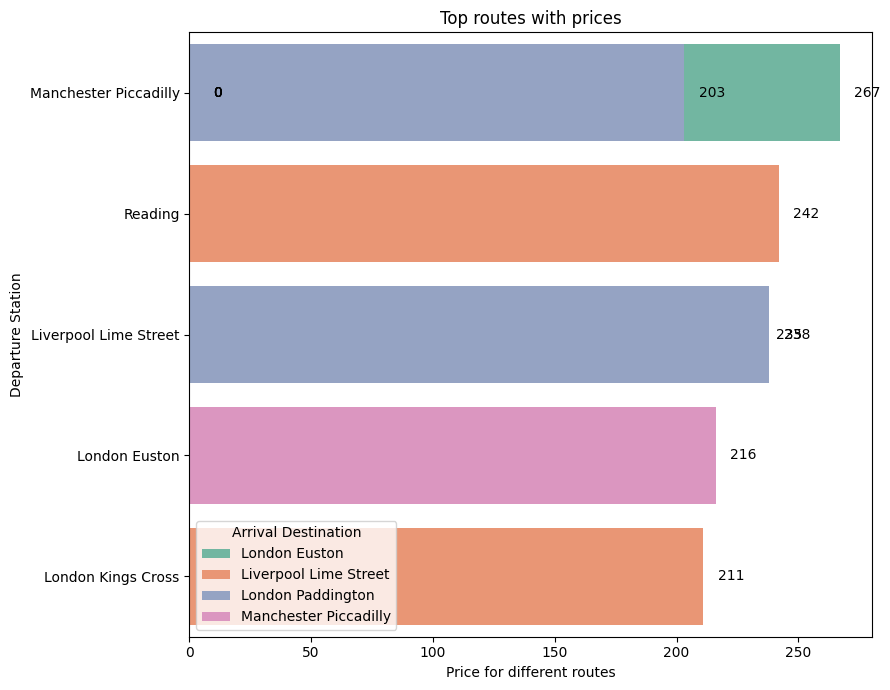 Top routes with prices
Manchester Piccadilly
0
203
267
Reading
242
Liverpool Lime Street
238
London Euston
216
London Kings Cross
211
Departure Station
Arrival Destination
London Euston
Liverpool Lime Street
London Paddington
Manchester Piccadilly
0 50 100 150 200 250
Price for different routes